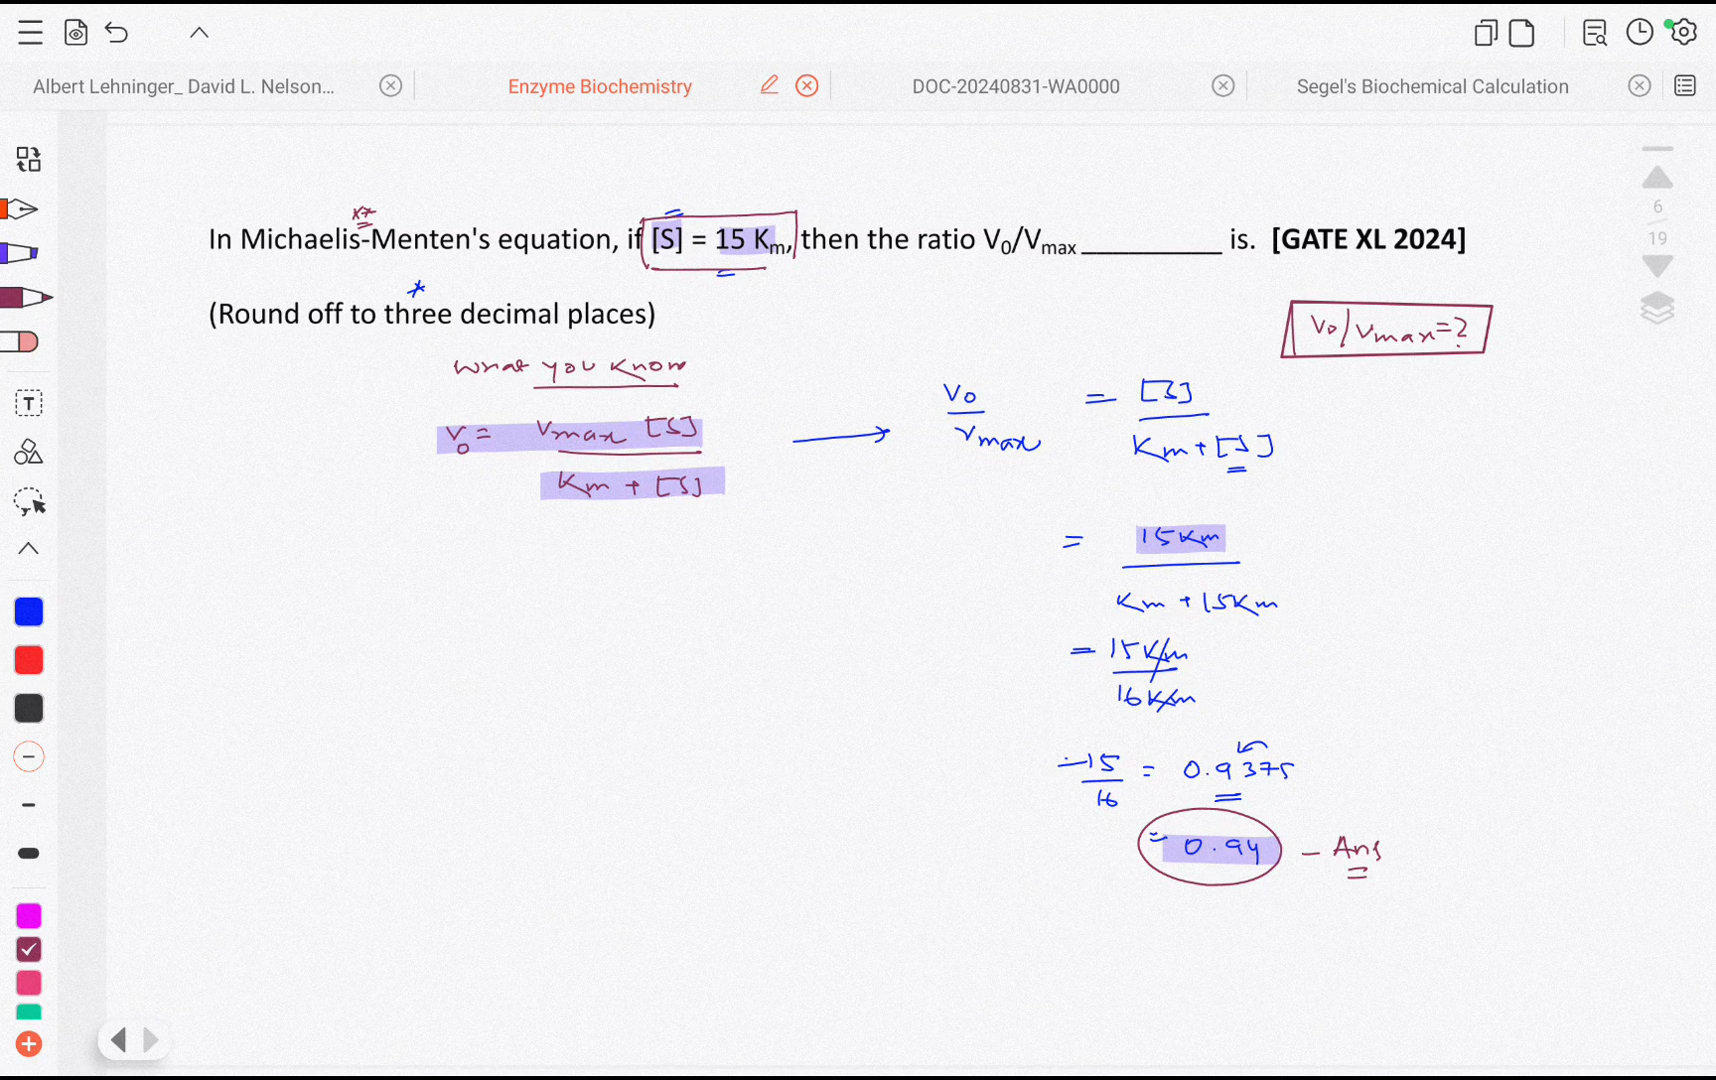 Albert Lehninger_ David L. Nelson...
Enzyme Biochemistry
DOC-20240831-WA0000
Segel's Biochemical Calculation
In Michaelis-Menten's equation, if [S] = 15 Km, then the ratio V0/Vmax __________ is. [GATE XL 2024]
(Round off to three decimal places)
6
19
V0/Vmax=?
What you know
V0 = Vmax [S]
Km + [S]
V0 = [S]
Vmax Km + [S]
= 15Km
Km + 15Km
= 15Km
16Km
= 15 = 0.9375
16
= 0.94 - Ans
T